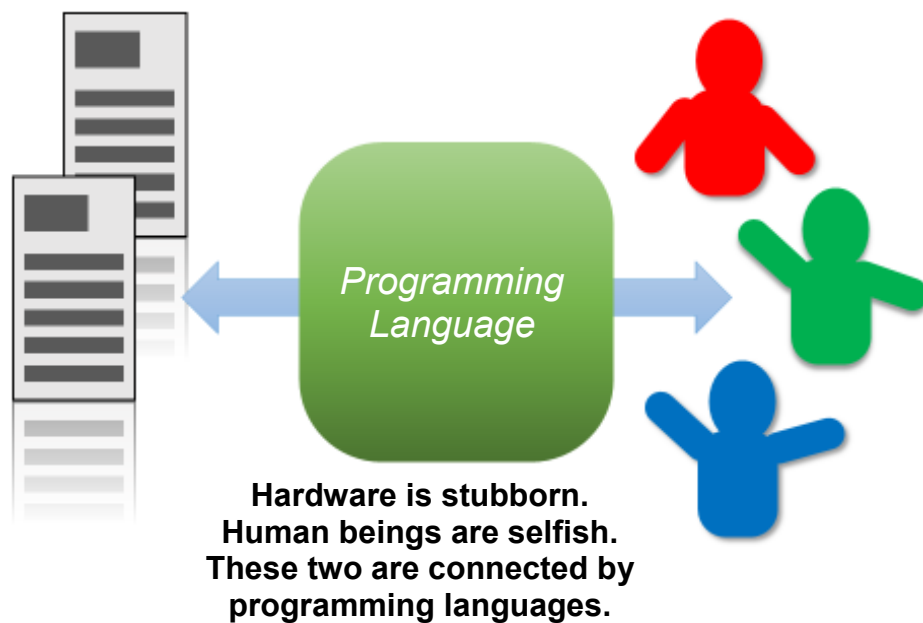 Programming
Language
Hardware is stubborn.
Human beings are selfish.
These two are connected by
programming languages.